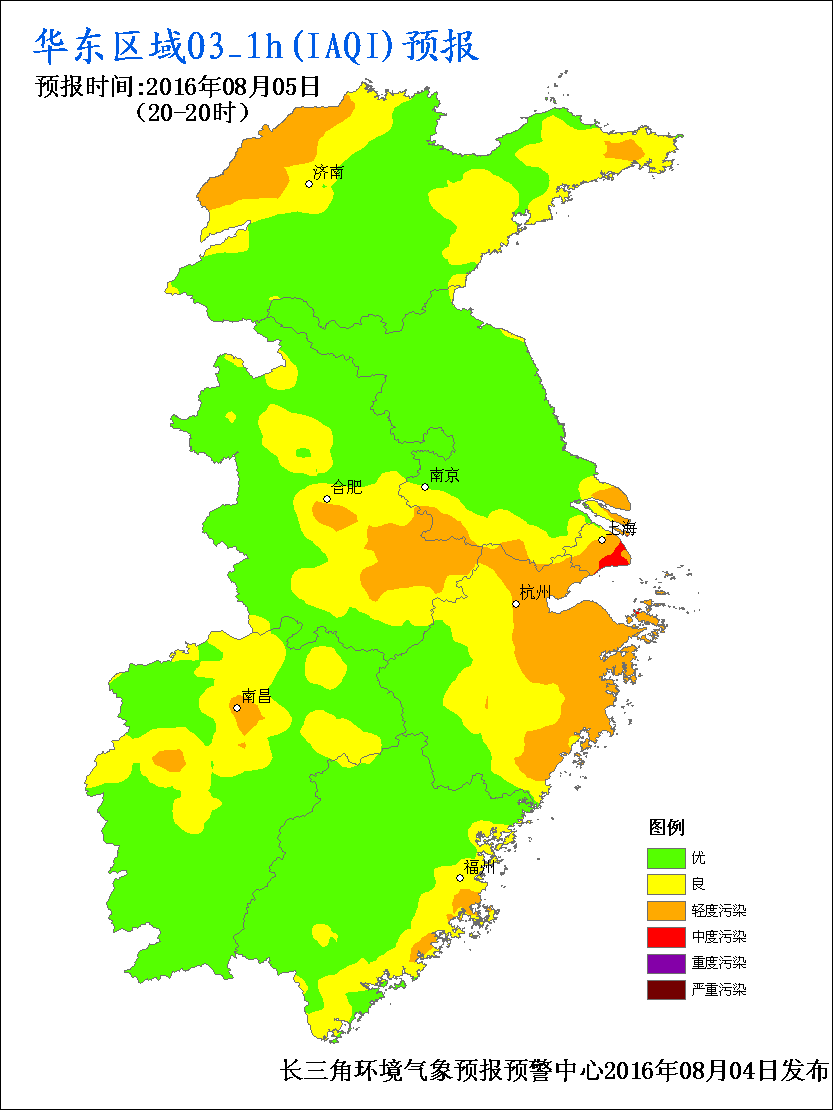 华东区域O3_1h(IAQI)预报
预报时间:2016年08月05日
(20-20时)
济南
南京
合肥
上海
杭州
南昌
福州
图例
优
良
轻度污染
中度污染
重度污染
严重污染
长三角环境气象预报预警中心2016年08月04日发布